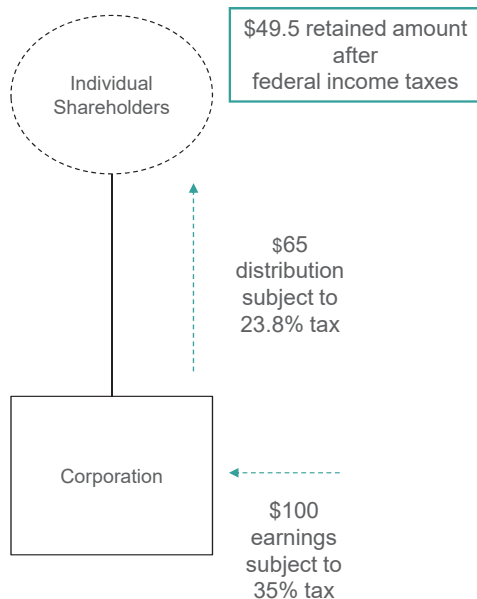 $49.5 retained amount
after
federal income taxes
Individual
Shareholders
$65
distribution
subject to
23.8% tax
Corporation
$100
earnings
subject to
35% tax